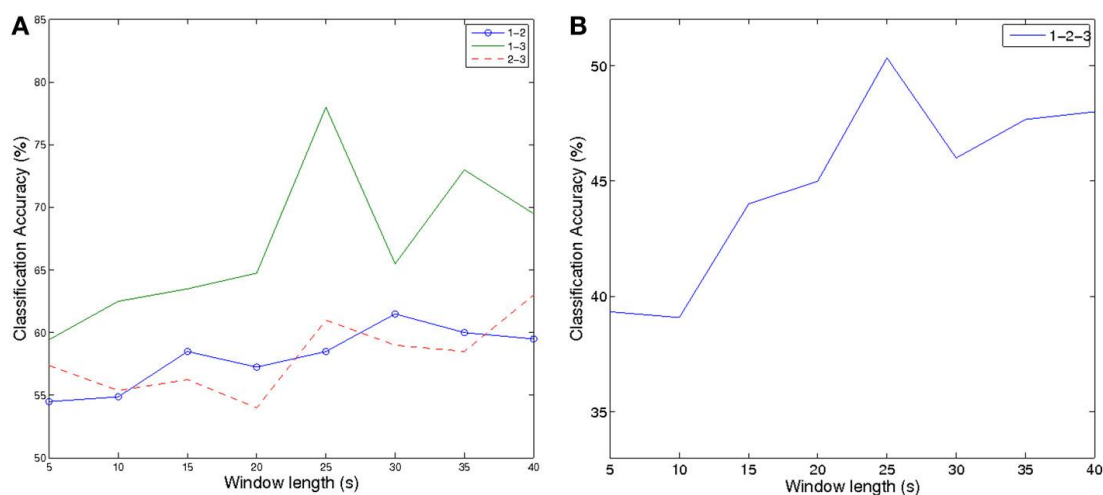 A
85
80
75
70
65
60
55
50
5 10 15 20 25 30 35 40
Classification Accuracy (%)
Window length (s)
1-2
1-3
2-3
B
50
45
40
35
5 10 15 20 25 30 35 40
Classification Accuracy (%)
Window length (s)
1-2-3